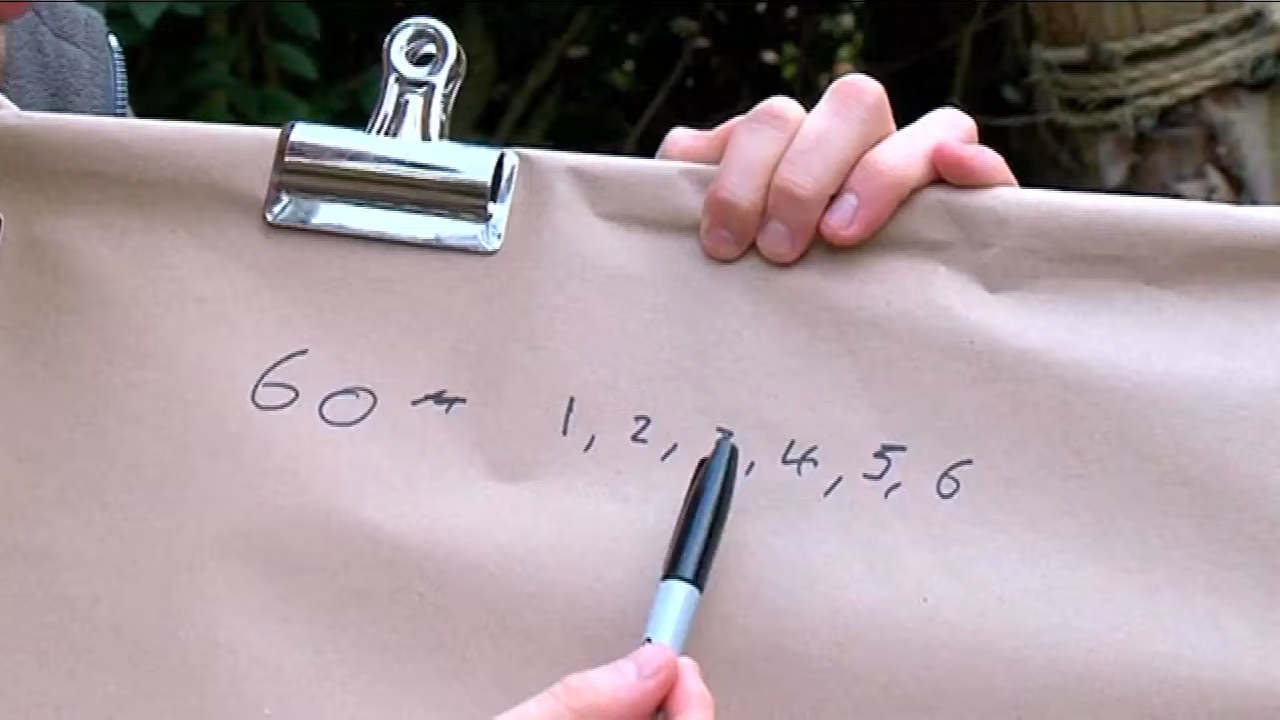 60 → 1, 2, 3, 4, 5, 6